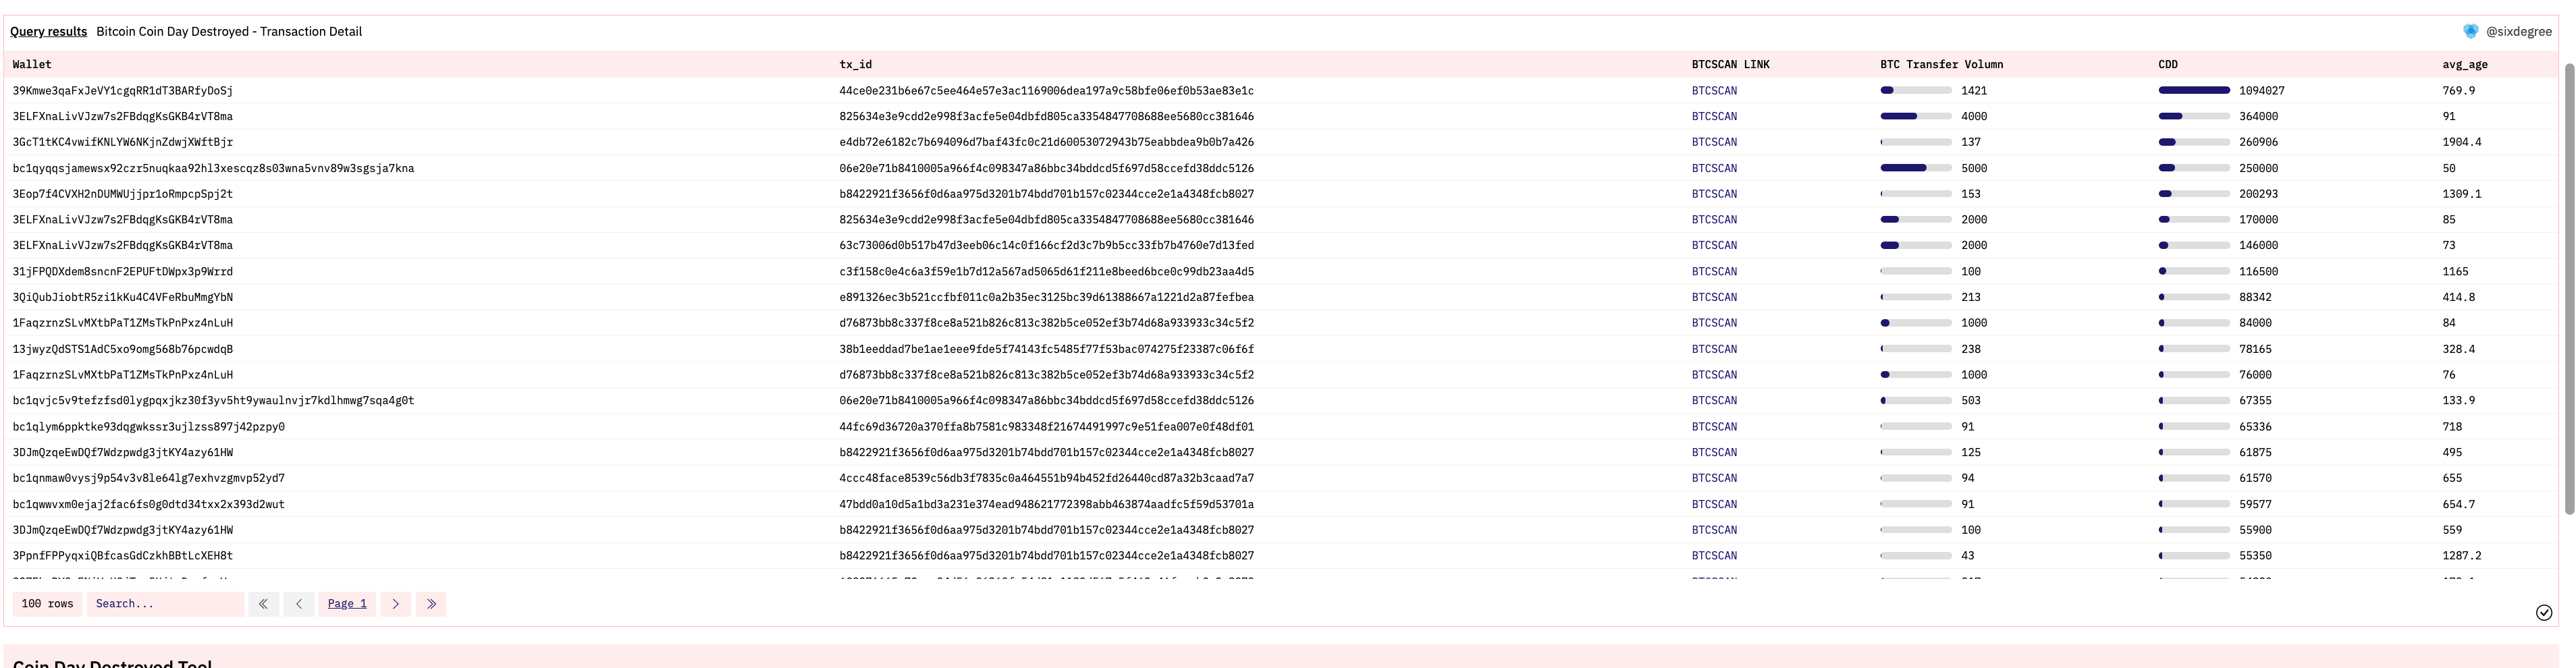 Query results Bitcoin Coin Day Destroyed - Transaction Detail @sixdegree
Wallet tx_id BTCSCAN LINK BTC Transfer Volumn CDD avg_age
39Kmwe3qaFxJeVY1cgqRR1dT3BARfyDoSj 44ce0e231b6e67c5ee464e57e3ac1169006dea197a9c58bfe06ef0b53ae83e1c BTCSCAN 1421 1094027 769.9
3ELFXnaLivVJzw7s2FBdqgKsGKB4rVT8ma 825634e3e9cdd2e998f3acfe5e04dbfd805ca3354847708688ee5680cc381646 BTCSCAN 4000 364000 91
3GcT1tKC4vwifKNLYW6NKjnZdwjXWftBjr e4db72e6182c7b694096d7baf43fc0c21d60053072943b75eabbdea9b0b7a426 BTCSCAN 137 260906 1904.4
bc1qyqqsjamewsx92czr5nuqkaa92hl3xescqz8s03wna5vnv89w3sgsja7kna 06e20e71b8410005a966f4c098347a86bbc34bddcd5f697d58ccefd38ddc5126 BTCSCAN 5000 250000 50
3Eop7f4CVXH2nDUMWUjjpr1oRmpcpSpj2t b8422921f3656f0d6aa975d3201b74bdd701b157c02344cce2e1a4348fcb8027 BTCSCAN 153 200293 1309.1
3ELFXnaLivVJzw7s2FBdqgKsGKB4rVT8ma 825634e3e9cdd2e998f3acfe5e04dbfd805ca3354847708688ee5680cc381646 BTCSCAN 2000 170000 85
3ELFXnaLivVJzw7s2FBdqgKsGKB4rVT8ma 63c73006d0b517b47d3eeb06c14c0f166cf2d3c7b9b5cc33fb7b4760e7d13fed BTCSCAN 2000 146000 73
31jFPQDXdem8sncnF2EPUFtDWpx3p9Wrrd c3f158c0e4c6a3f59e1b7d12a567ad5065d61f211e8beed6bce0c99db23aa4d5 BTCSCAN 100 116500 1165
3QiQubJiobtR5zi1kKu4C4VFeRbuMmgYbN e891326ec3b521ccfbf011c0a2b35ec3125bc39d61388667a1221d2a87fefbea BTCSCAN 213 88342 414.8
1FaqzrnzSLvMXtbPaT1ZMsTkPnPxz4nLuH d76873bb8c337f8ce8a521b826c813c382b5ce052ef3b74d68a933933c34c5f2 BTCSCAN 1000 84000 84
13jwyzQdSTS1AdC5xo9omg568b76pcwdqB 38b1eeddad7be1ae1eee9fde5f74143fc5485f77f53bac074275f23387c06f6f BTCSCAN 238 78165 328.4
1FaqzrnzSLvMXtbPaT1ZMsTkPnPxz4nLuH d76873bb8c337f8ce8a521b826c813c382b5ce052ef3b74d68a933933c34c5f2 BTCSCAN 1000 76000 76
bc1qvjc5v9tefzfsd0lygpqxjkz30f3yv5ht9ywaulnvjr7kdlhmwg7sqa4g0t 06e20e71b8410005a966f4c098347a86bbc34bddcd5f697d58ccefd38ddc5126 BTCSCAN 503 67355 133.9
bc1qlym6ppktke93dqgwkssr3ujlzss897j42pzpy0 44fc69d36720a370ffa8b7581c983348f21674491997c9e51fea007e0f48df01 BTCSCAN 91 65336 718
3DJmQzqeEwDQf7Wdzpwdg3jtKY4azy61HW b8422921f3656f0d6aa975d3201b74bdd701b157c02344cce2e1a4348fcb8027 BTCSCAN 125 61875 495
bc1qnmaw0vysj9p54v3v8le64lg7exhvzgmvp52yd7 4ccc48face8539c56db3f7835c0a464551b94b452fd26440cd87a32b3caad7a7 BTCSCAN 94 61570 655
bc1qwwvxm0ejaj2fac6fs0g0dtd34txx2x393d2wut 47bdd0a10d5a1bd3a231e374ead948621772398abb463874aadfc5f59d53701a BTCSCAN 91 59577 654.7
3DJmQzqeEwDQf7Wdzpwdg3jtKY4azy61HW b8422921f3656f0d6aa975d3201b74bdd701b157c02344cce2e1a4348fcb8027 BTCSCAN 100 55900 559
3PpnfFPPyqxiQBfcasGdCzkhBBtLcXEH8t b8422921f3656f0d6aa975d3201b74bdd701b157c02344cce2e1a4348fcb8027 BTCSCAN 43 55350 1287.2
100 rows Search... Page 1
Coin Day Destroyed Tool